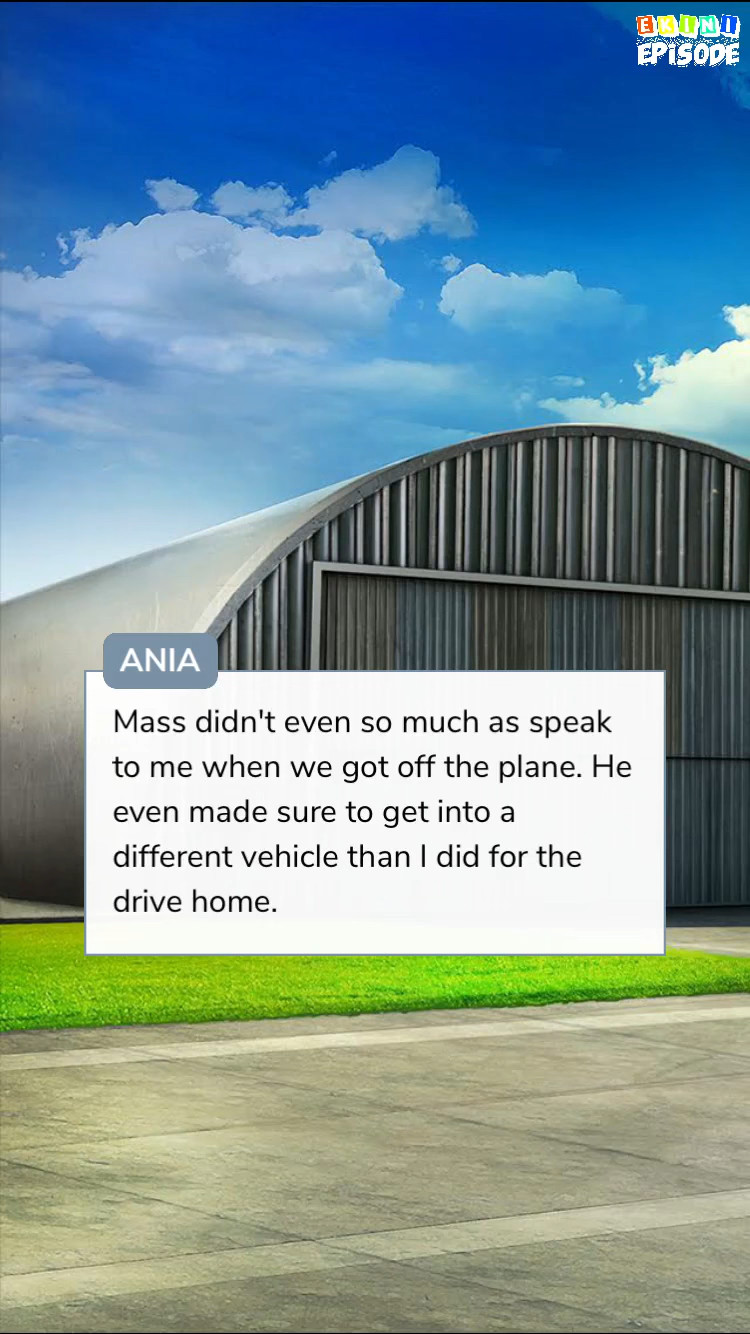 EKINI
EPISODE
ANIA
Mass didn't even so much as speak
to me when we got off the plane. He
even made sure to get into a
different vehicle than I did for the
drive home.